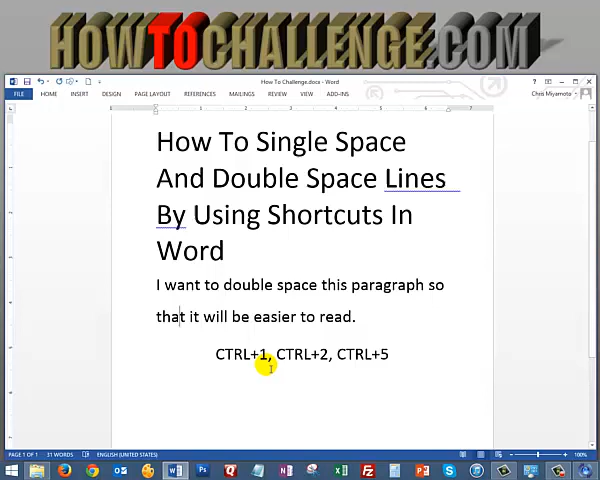 HOWTOCHALLENGE.COM
How To Challenge.docx - Word
FILE HOME INSERT DESIGN PAGE LAYOUT REFERENCES MAILINGS REVIEW VIEW ADD-INS Chris Miyamoto
How To Single Space
And Double Space Lines
By Using Shortcuts In
Word
I want to double space this paragraph so
that it will be easier to read.
CTRL+1, CTRL+2, CTRL+5
PAGE 1 OF 1 31 WORDS ENGLISH (UNITED STATES) 100%